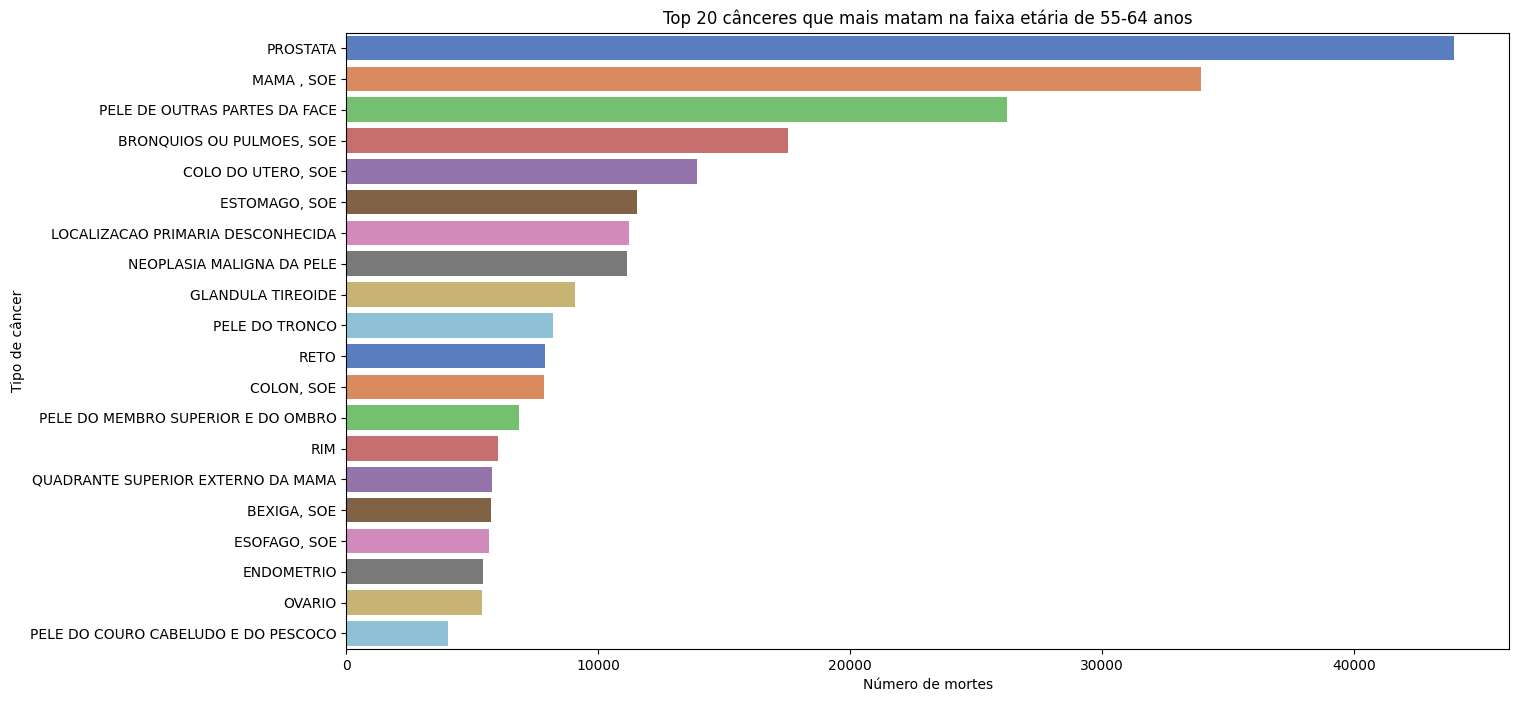 Top 20 cânceres que mais matam na faixa etária de 55-64 anos
Tipo de câncer
PROSTATA
MAMA , SOE
PELE DE OUTRAS PARTES DA FACE
BRONQUIOS OU PULMOES, SOE
COLO DO UTERO, SOE
ESTOMAGO, SOE
LOCALIZACAO PRIMARIA DESCONHECIDA
NEOPLASIA MALIGNA DA PELE
GLANDULA TIREOIDE
PELE DO TRONCO
RETO
COLON, SOE
PELE DO MEMBRO SUPERIOR E DO OMBRO
RIM
QUADRANTE SUPERIOR EXTERNO DA MAMA
BEXIGA, SOE
ESOFAGO, SOE
ENDOMETRIO
OVARIO
PELE DO COURO CABELUDO E DO PESCOCO
0 10000 20000 30000 40000
Número de mortes